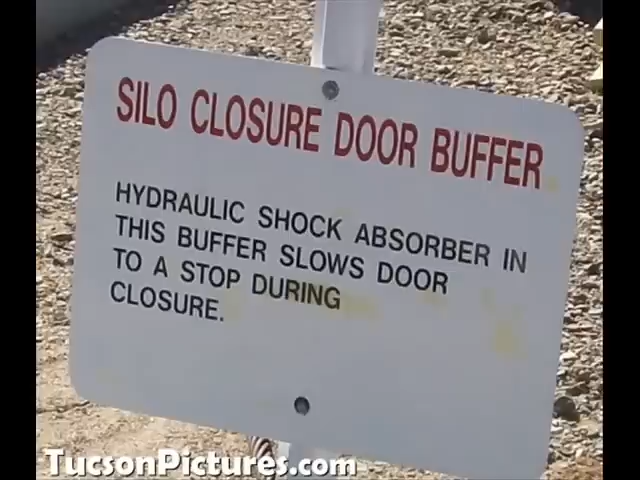 SILO CLOSURE DOOR BUFFER
HYDRAULIC SHOCK ABSORBER IN
THIS BUFFER SLOWS DOOR
TO A STOP DURING
CLOSURE.
TucsonPictures.com